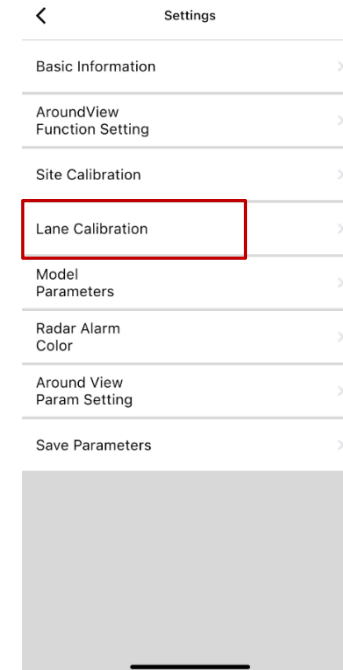 Settings
Basic Information
AroundView
Function Setting
Site Calibration
Lane Calibration
Model
Parameters
Radar Alarm
Color
Around View
Param Setting
Save Parameters